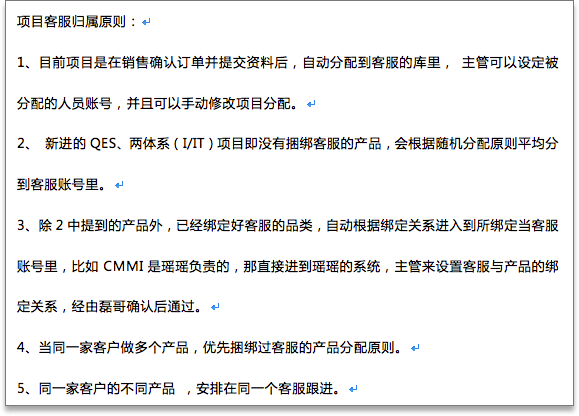 项目客服归属原则：
1、目前项目是在销售确认订单并提交资料后，自动分配到客服的库里， 主管可以设定被
分配的人员账号，并且可以手动修改项目分配。
2、 新进的 QES、两体系（I/IT）项目即没有捆绑客服的产品，会根据随机分配原则平均分
到客服账号里。
3、除 2 中提到的产品外，已经绑定好客服的品类，自动根据绑定关系进入到所绑定当客服
账号里，比如 CMMI 是瑶瑶负责的，那直接进到瑶瑶的系统，主管来设置客服与产品的绑
定关系，经由磊哥确认后通过。
4、当同一家客户做多个产品，优先捆绑过客服的产品分配原则。
5、同一家客户的不同产品 ，安排在同一个客服跟进。